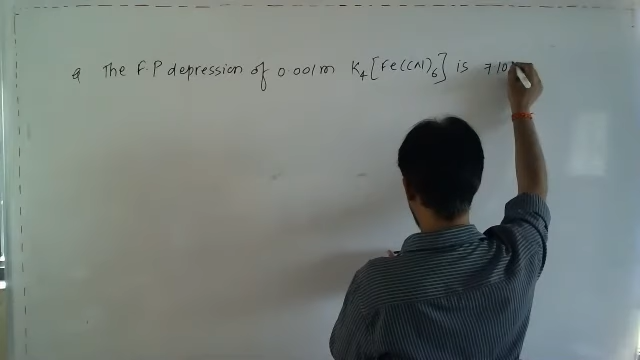 Q The F.P depression of 0.001m K4[Fe(CN)6] is 7.10